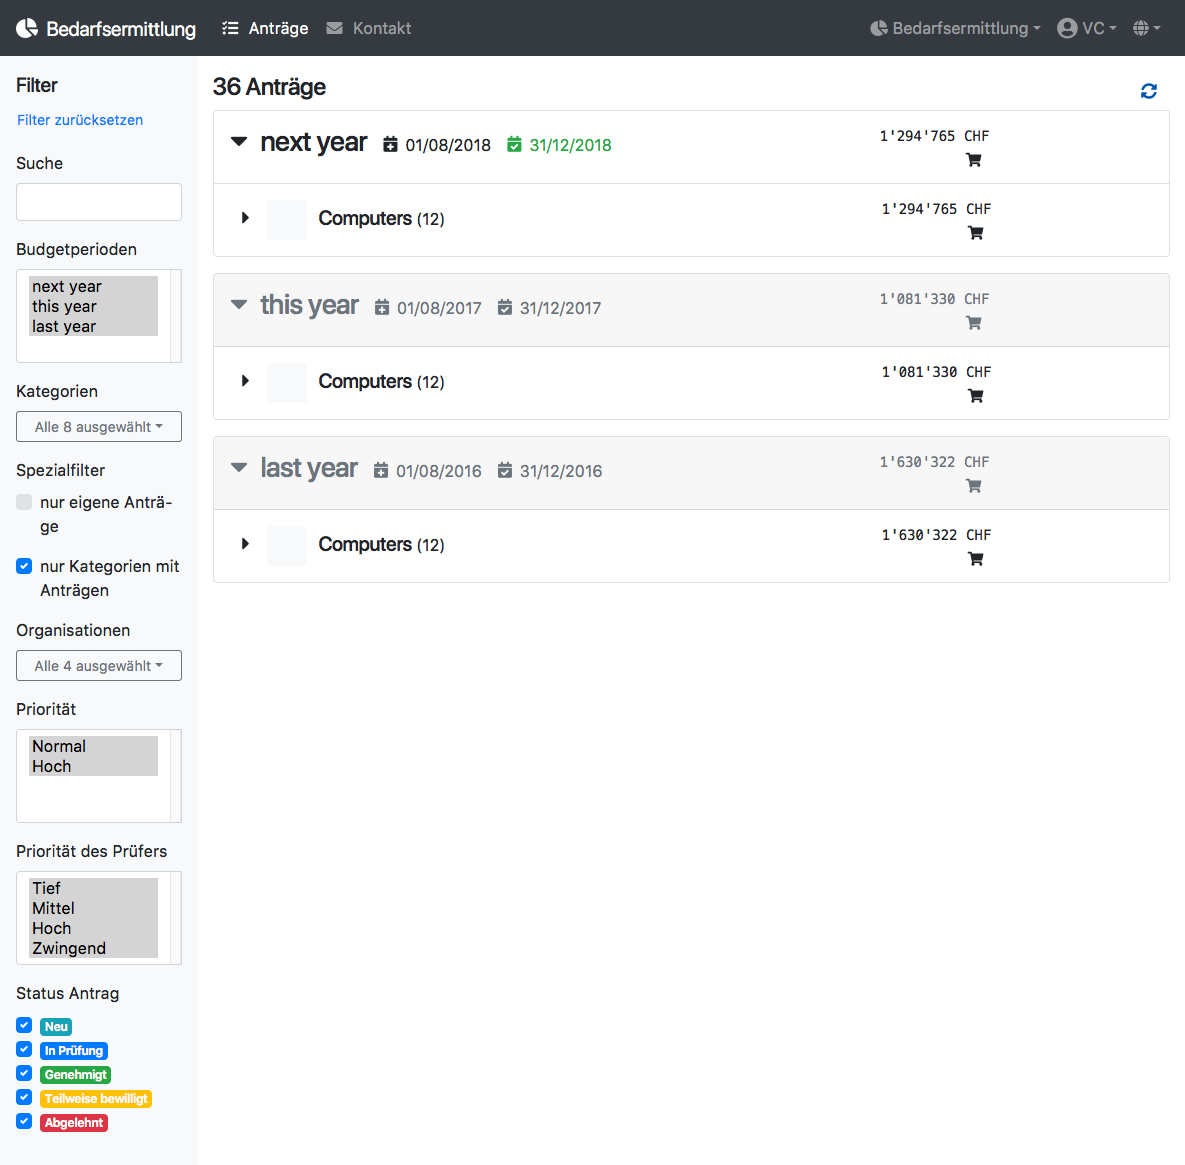 Bedarfsermittlung Anträge Kontakt Bedarfsermittlung VC
Filter
Filter zurücksetzen
Suche
Budgetperioden
next year
this year
last year
Kategorien
Alle 8 ausgewählt
Spezialfilter
nur eigene Anträ-
ge
nur Kategorien mit
Anträgen
Organisationen
Alle 4 ausgewählt
Priorität
Normal
Hoch
Priorität des Prüfers
Tief
Mittel
Hoch
Zwingend
Status Antrag
Neu
In Prüfung
Genehmigt
Teilweise bewilligt
Abgelehnt
36 Anträge
next year 01/08/2018 31/12/2018 1'294'765 CHF
Computers (12) 1'294'765 CHF
this year 01/08/2017 31/12/2017 1'081'330 CHF
Computers (12) 1'081'330 CHF
last year 01/08/2016 31/12/2016 1'630'322 CHF
Computers (12) 1'630'322 CHF